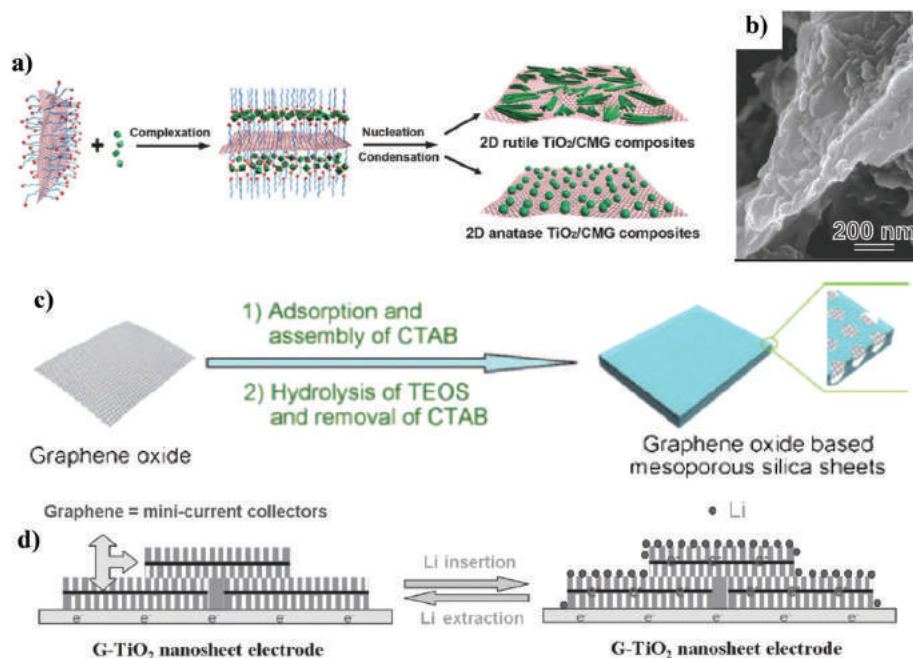 a)
Complexation
Nucleation
Condensation
2D rutile TiO₂/CMG composites
2D anatase TiO₂/CMG composites
b)
200 nm
c)
1) Adsorption and
assembly of CTAB
2) Hydrolysis of TEOS
and removal of CTAB
Graphene oxide
Graphene oxide based
mesoporous silica sheets
Graphene = mini-current collectors
Li
d)
Li insertion
Li extraction
e⁻ e⁻ e⁻ e⁻ e⁻
e⁻ e⁻ e⁻ e⁻ e⁻
G-TiO₂ nanosheet electrode
G-TiO₂ nanosheet electrode